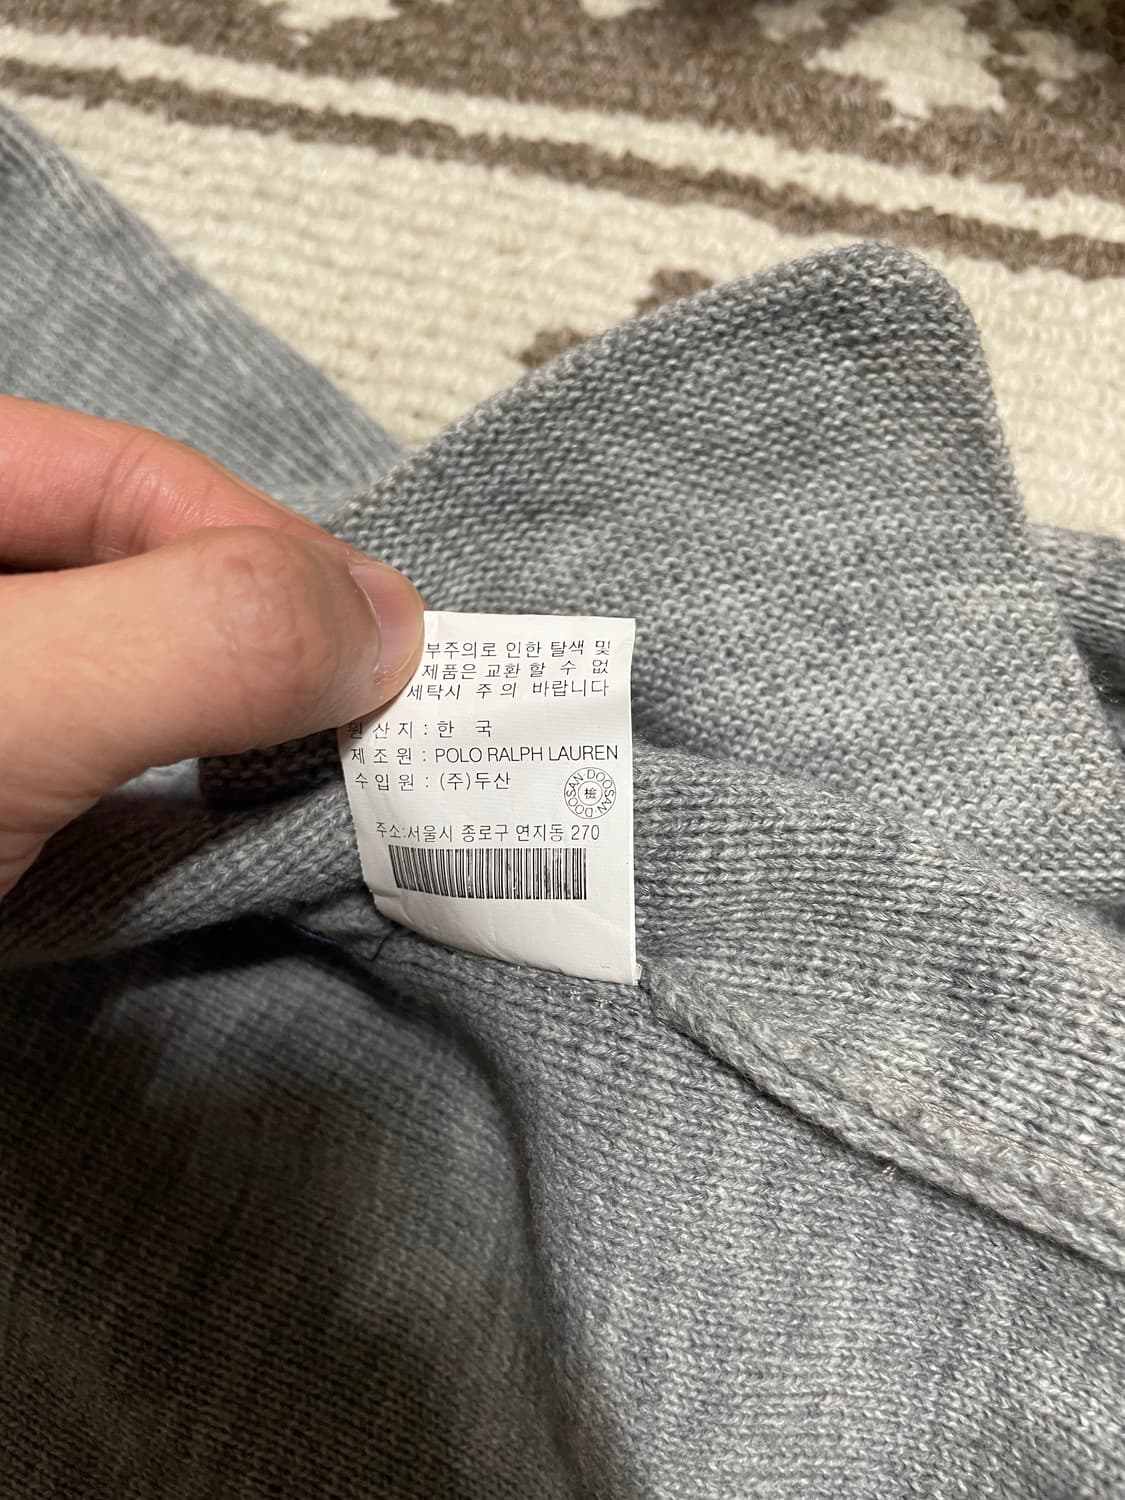 부주의로 인한 탈색 및
제품은 교환 할 수 없
세탁시 주의 바랍니다
원산지 : 한 국
제조원 : POLO RALPH LAUREN
수입원 : (주)두산
DOOSAN·DOOSAN·DOOSAN
檢
주소:서울시 종로구 연지동 270